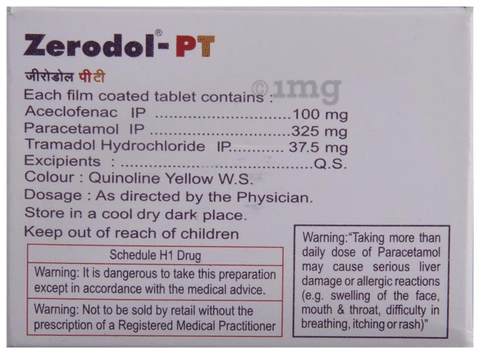 Zerodol®- PT
जीरोडोल पीटी
©1mg
Each film coated tablet contains :
Aceclofenac IP ..............................100 mg
Paracetamol IP ..............................325 mg
Tramadol Hydrochloride IP............ 37.5 mg
Excipients : ..........................................Q.S.
Colour : Quinoline Yellow W.S.
Dosage : As directed by the Physician.
Store in a cool dry dark place.
Keep out of reach of children
Schedule H1 Drug
Warning: It is dangerous to take this preparation
except in accordance with the medical advice.
Warning: Not to be sold by retail without the
prescription of a Registered Medical Practitioner
Warning:“Taking more than
daily dose of Paracetamol
may cause serious liver
damage or allergic reactions
(e.g. swelling of the face,
mouth & throat, difficulty in
breathing, itching or rash)”